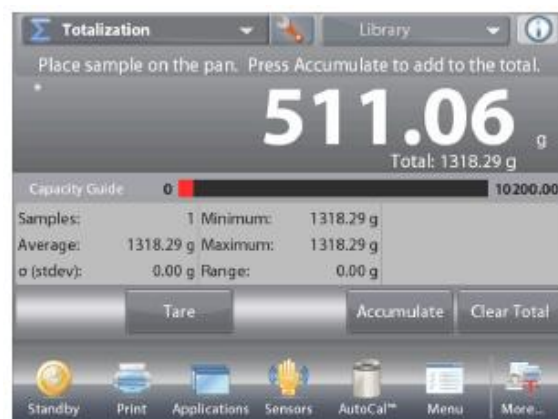 Σ Totalization Library
Place sample on the pan. Press Accumulate to add to the total.
*
511.06 g
Total: 1318.29 g
Capacity Guide 0 10200.00
Samples: 1 Minimum: 1318.29 g
Average: 1318.29 g Maximum: 1318.29 g
σ (stdev): 0.00 g Range: 0.00 g
Tare Accumulate Clear Total
Standby Print Applications Sensors AutoCal™ Menu More...